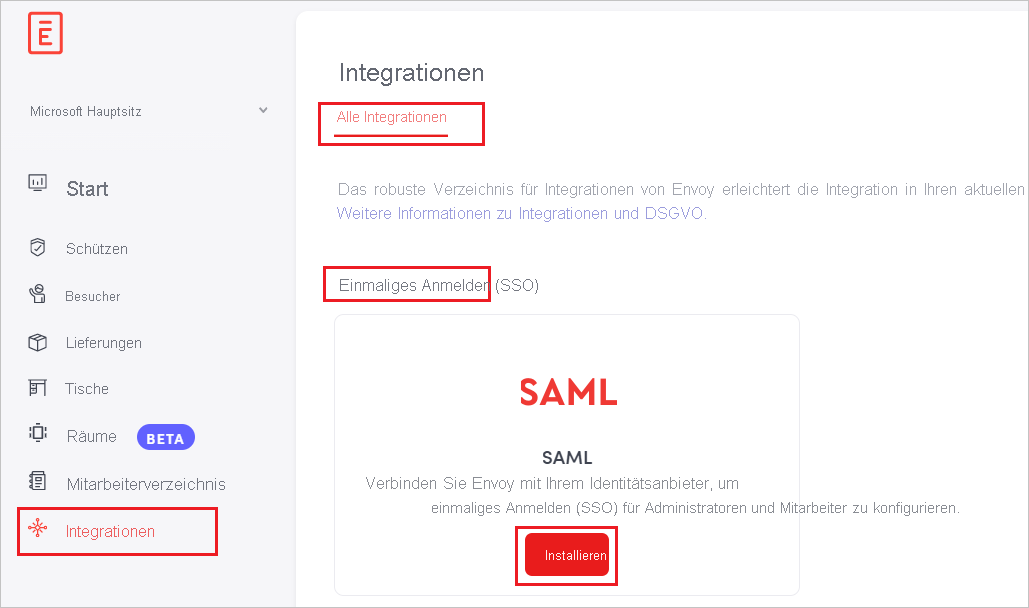 E
Microsoft Hauptsitz
Start
Schützen
Besucher
Lieferungen
Tische
Räume BETA
Mitarbeiterverzeichnis
Integrationen
Integrationen
Alle Integrationen
Das robuste Verzeichnis für Integrationen von Envoy erleichtert die Integration in Ihren aktuellen
Weitere Informationen zu Integrationen und DSGVO.
Einmaliges Anmelden (SSO)
SAML
SAML
Verbinden Sie Envoy mit Ihrem Identitätsanbieter, um
einmaliges Anmelden (SSO) für Administratoren und Mitarbeiter zu konfigurieren.
Installieren